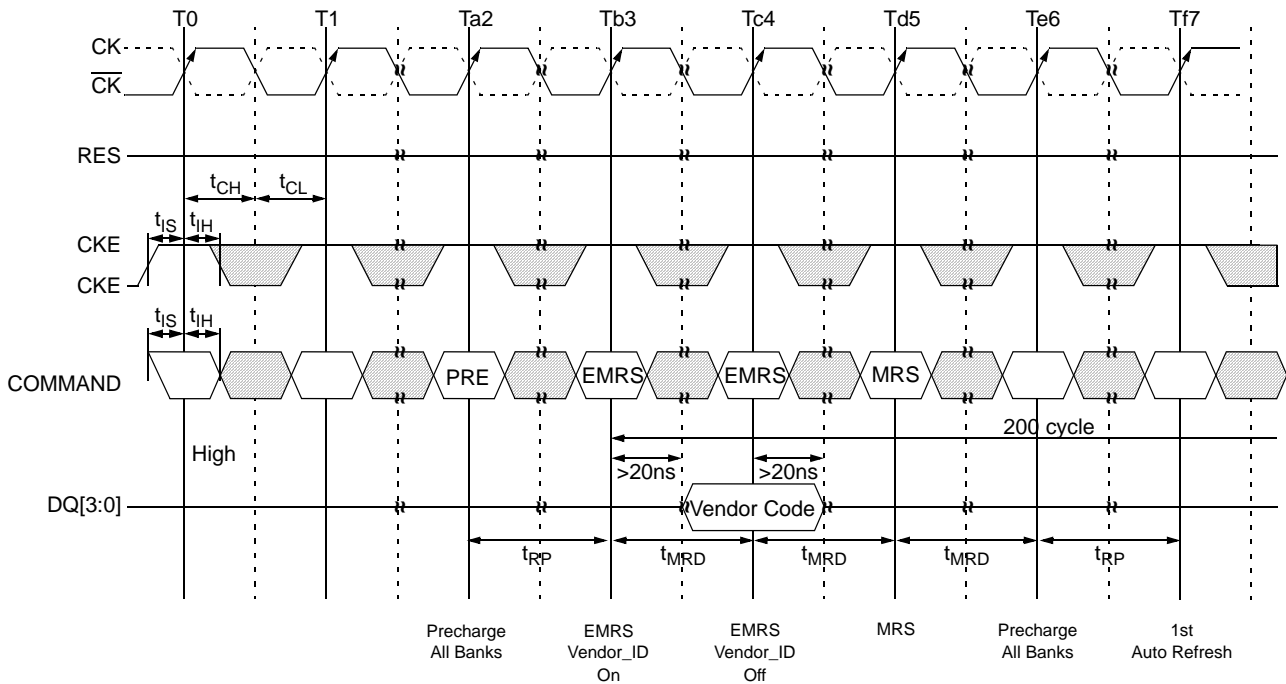 T0 T1 Ta2 Tb3 Tc4 Td5 Te6 Tf7
CK
CK
RES
tCH tCL
tIS tIH
CKE
CKE
tIS tIH
COMMAND PRE EMRS EMRS MRS
200 cycle
High
>20ns >20ns
DQ[3:0] Vendor Code
tRP tMRD tMRD tMRD tRP
Precharge
All Banks
EMRS
Vendor_ID
On
EMRS
Vendor_ID
Off
MRS
Precharge
All Banks
1st
Auto Refresh